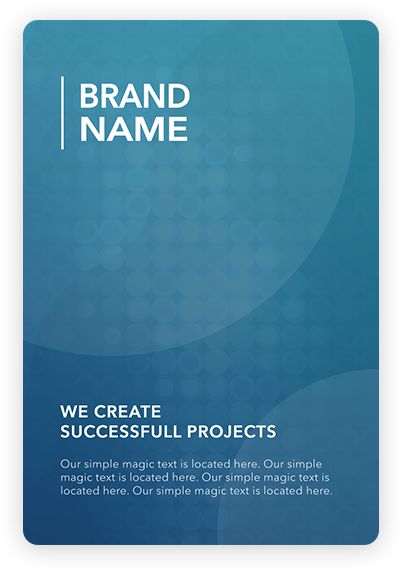 BRAND
NAME
WE CREATE
SUCCESSFULL PROJECTS
Our simple magic text is located here. Our simple
magic text is located here. Our simple magic text is
located here. Our simple magic text is located here.